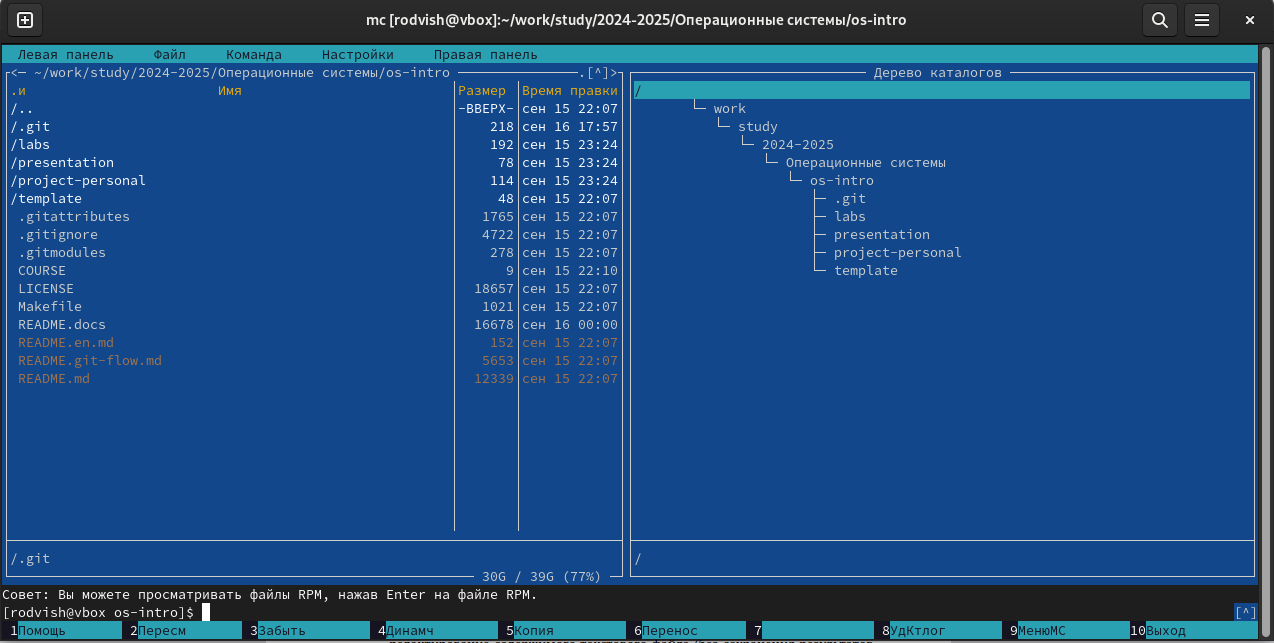 mc [rodvish@vbox]:~/work/study/2024-2025/Операционные системы/os-intro
Левая панель Файл Команда Настройки Правая панель
<─ ~/work/study/2024-2025/Операционные системы/os-intro ─.[^]>
.и Имя Размер Время правки
/.. -ВВЕРХ- сен 15 22:07
/.git 218 сен 16 17:57
/labs 192 сен 15 23:24
/presentation 78 сен 15 23:24
/project-personal 114 сен 15 23:24
/template 48 сен 15 22:07
.gitattributes 1765 сен 15 22:07
.gitignore 4722 сен 15 22:07
.gitmodules 278 сен 15 22:07
COURSE 9 сен 15 22:10
LICENSE 18657 сен 15 22:07
Makefile 1021 сен 15 22:07
README.docs 16678 сен 16 00:00
README.en.md 152 сен 15 22:07
README.git-flow.md 5653 сен 15 22:07
README.md 12339 сен 15 22:07
/.git
30G / 39G (77%)
Дерево каталогов
/
work
study
2024-2025
Операционные системы
os-intro
.git
labs
presentation
project-personal
template
/
Совет: Вы можете просматривать файлы RPM, нажав Enter на файле RPM.
[rodvish@vbox os-intro]$ [^]
1Помощь 2Пересм 3Забыть 4Динамч 5Копия 6Перенос 7 8УдКтлог 9МенюMC 10Выход